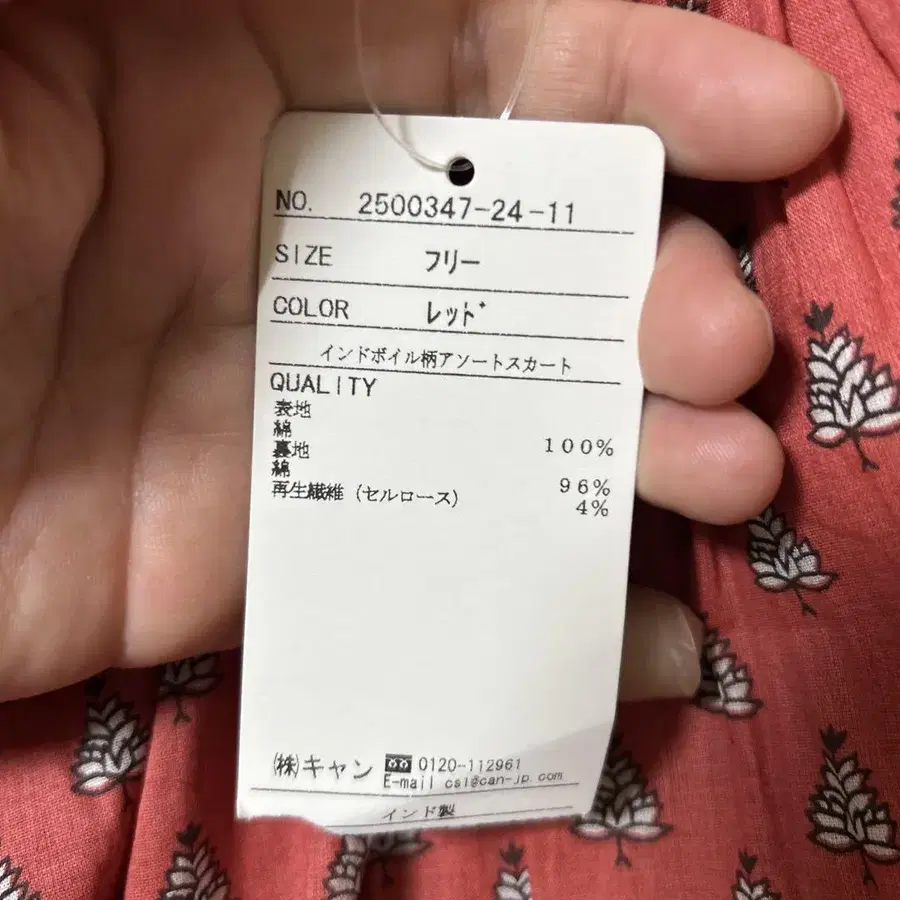 NO. 2500347-24-11
SIZE フリー
COLOR レッド
インドボイル柄アソートスカート
QUALITY
表地
綿 100%
裏地
綿 96%
再生繊維(セルロース) 4%
㈱キャン 0120-112961
E-mail cs1@can-jp.com
インド製